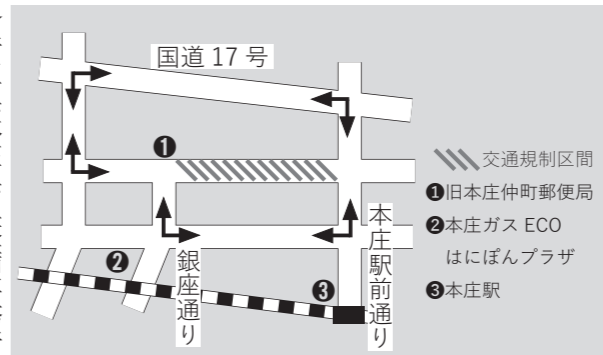 国道 17 号
❶
交通規制区間
❶旧本庄仲町郵便局
❷本庄ガス ECO
はにぽんプラザ
❸本庄駅
❷
銀座通り
❸
本庄駅前通り